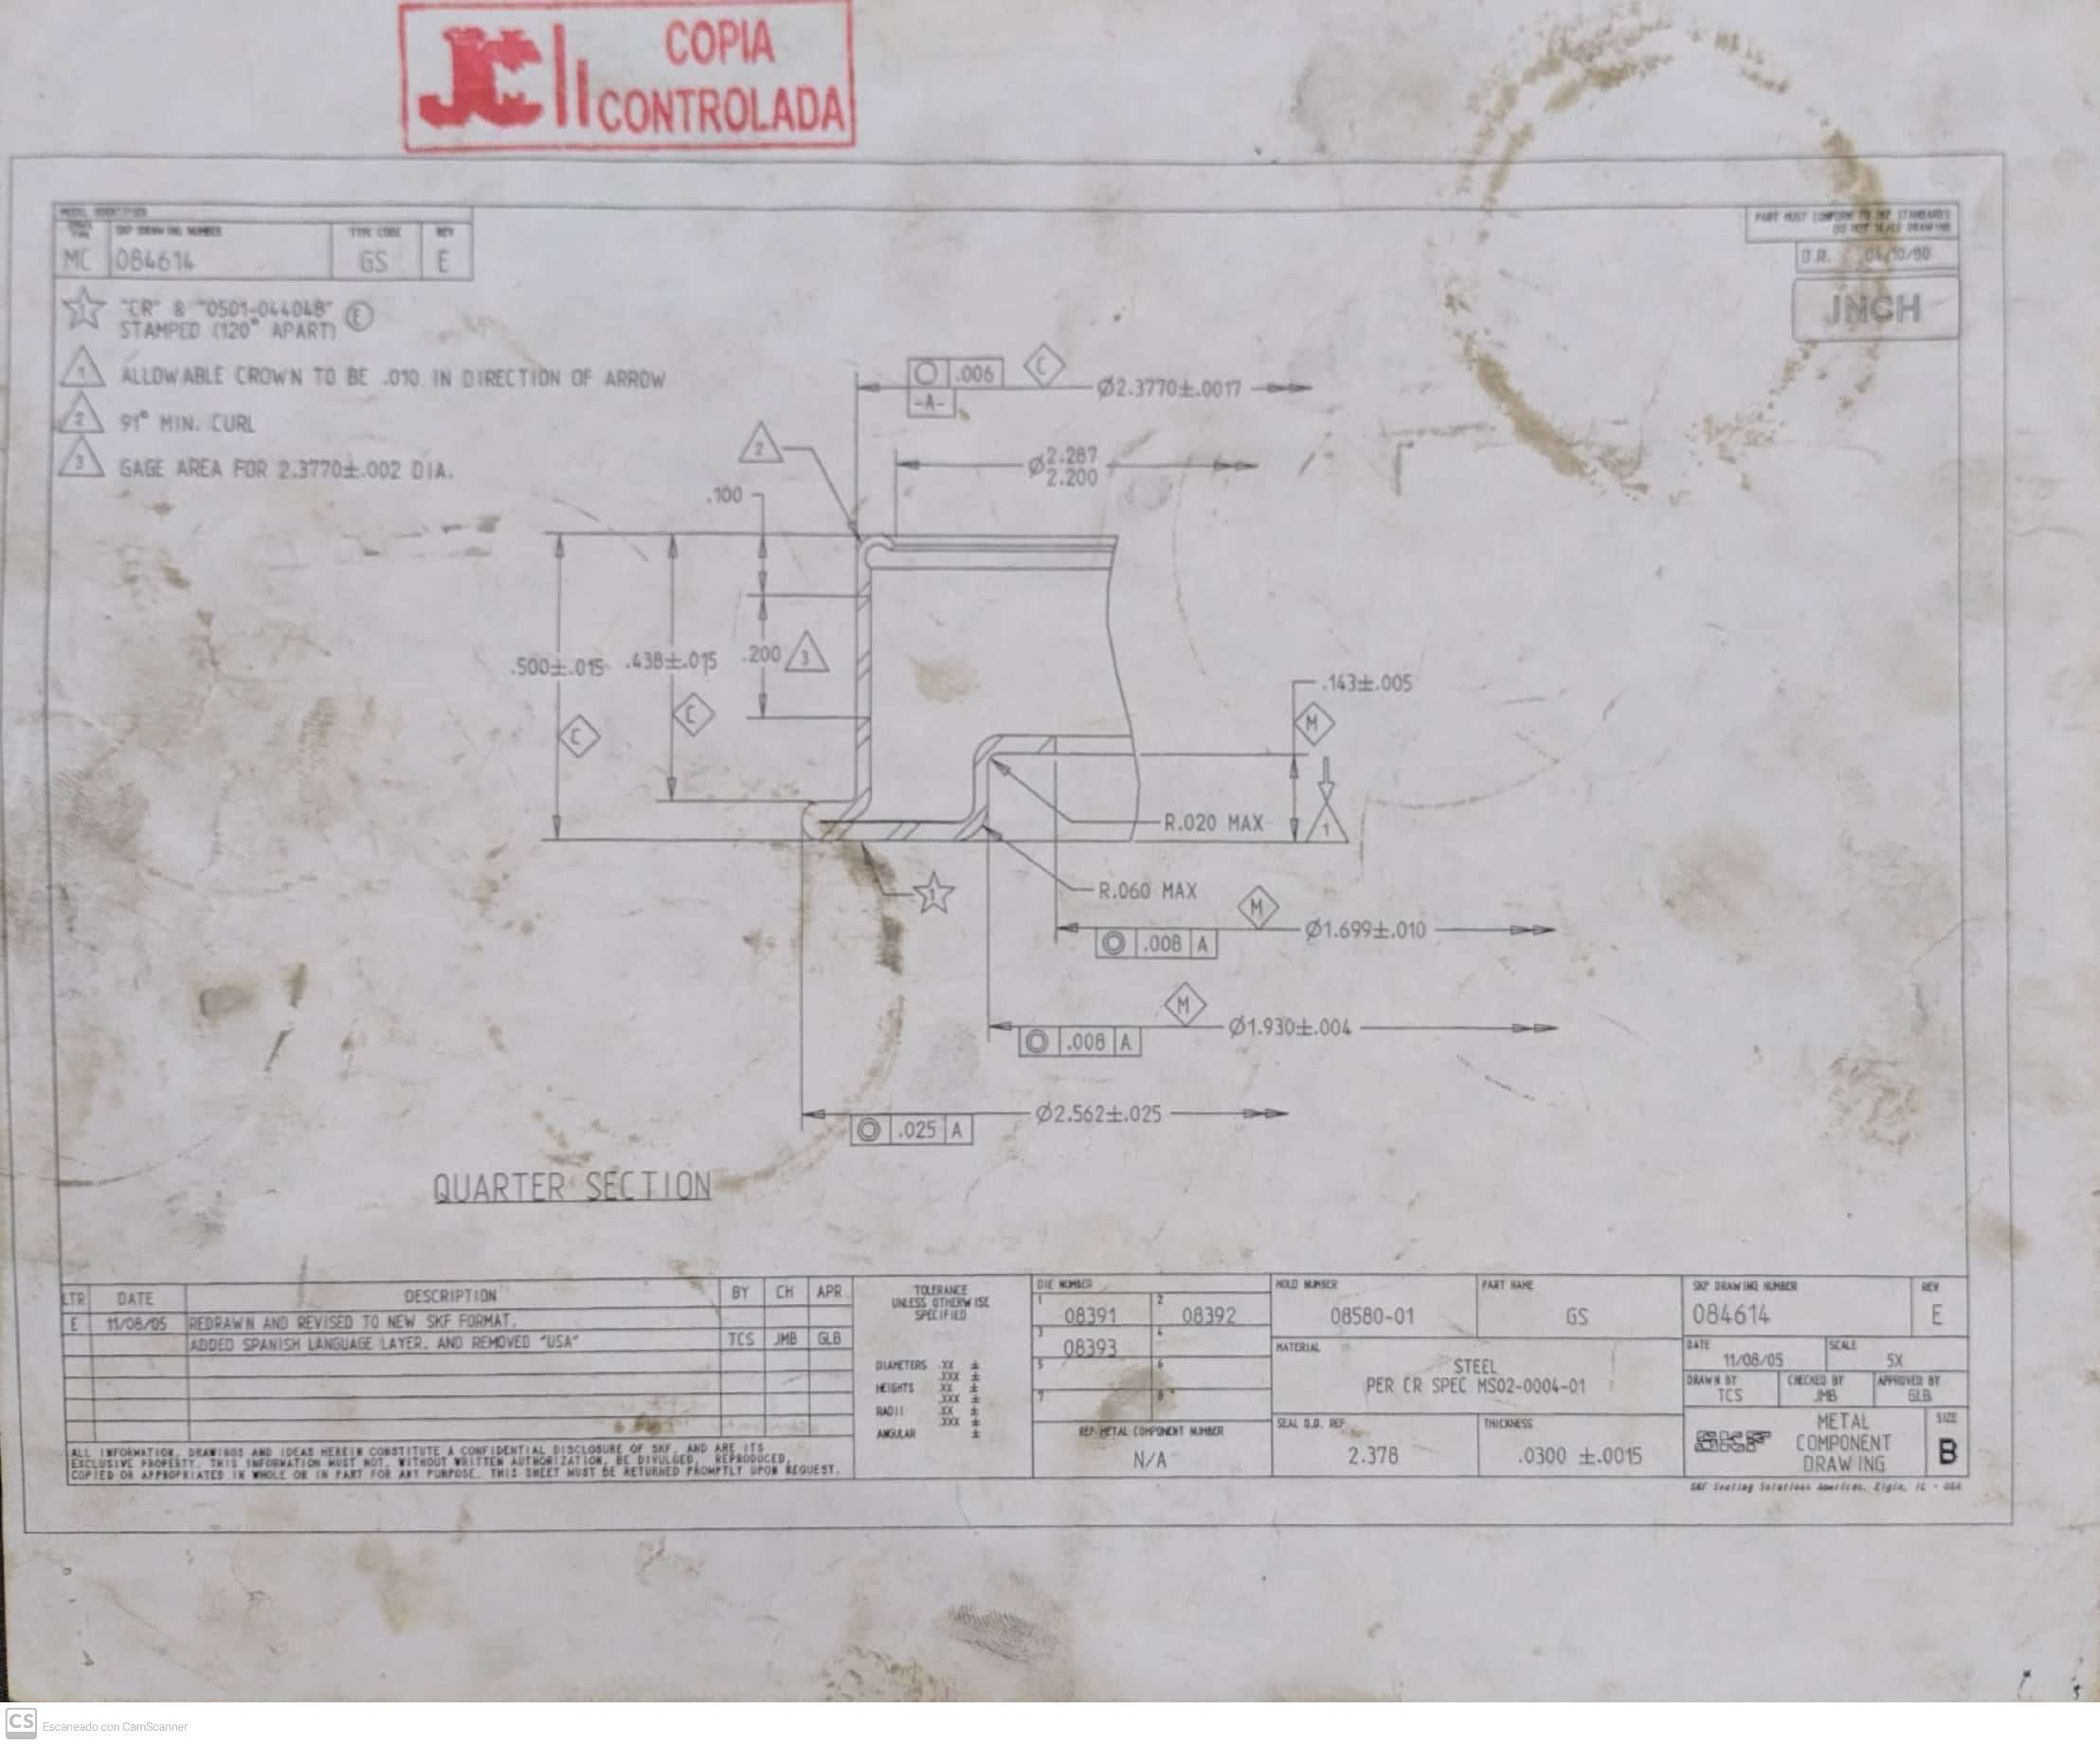 JCI COPIA
CONTROLADA
MODEL IDENTIFIER
SKF DRAWING NUMBER TYPE CODE REV
MC 084614 GS E
PART MUST CONFORM TO SKF STANDARDS
DO NOT SCALE DRAWING
O.R.
INCH
1 "CR" & "0501-044048" E
STAMPED (120° APART)
1 ALLOWABLE CROWN TO BE .010 IN DIRECTION OF ARROW
2 91° MIN. CURL
3 GAGE AREA FOR 2.3770±.002 DIA.
.006 C
-A-
Ø2.3770±.0017
2
Ø2.287
2.200
.100
.500±.015 .438±.015 .200 3
C C
.143±.005
M
R.020 MAX 1
1
R.060 MAX
M
Ø1.699±.010
.008 A
M
Ø1.930±.004
.008 A
Ø2.562±.025
.025 A
QUARTER SECTION
LTR DATE DESCRIPTION BY CH APR
E 11/08/05 REDRAWN AND REVISED TO NEW SKF FORMAT.
ADDED SPANISH LANGUAGE LAYER. AND REMOVED "USA" TCS JMB GLB
ALL INFORMATION, DRAWINGS AND IDEAS HEREIN CONSTITUTE A CONFIDENTIAL DISCLOSURE OF SKF, AND ARE ITS
EXCLUSIVE PROPERTY. THIS INFORMATION MUST NOT, WITHOUT WRITTEN AUTHORIZATION, BE DIVULGED, REPRODUCED,
COPIED OR APPROPRIATED IN WHOLE OR IN PART FOR ANY PURPOSE. THIS SHEET MUST BE RETURNED PROMPTLY UPON REQUEST.
TOLERANCE
UNLESS OTHERWISE
SPECIFIED
DIAMETERS .XX ±
.XXX ±
HEIGHTS .XX ±
.XXX ±
RADII .XX ±
.XXX ±
ANGULAR ±
DIE NUMBER
1 08391 2 08392
3 08393 4
5 6
7 8
REF METAL COMPONENT NUMBER
N/A
MOLD NUMBER
08580-01
PART NAME
GS
MATERIAL
STEEL
PER CR SPEC MS02-0004-01
SEAL O.D. REF
2.378
THICKNESS
.0300 ±.0015
SKF DRAWING NUMBER REV
084614 E
DATE SCALE
11/08/05 5X
DRAWN BY CHECKED BY APPROVED BY
TCS JMB GLB
SKF METAL
COMPONENT
DRAWING
SIZE
B
SKF Sealing Solutions Americas, Elgin, IL - USA
CS Escaneado con CamScanner